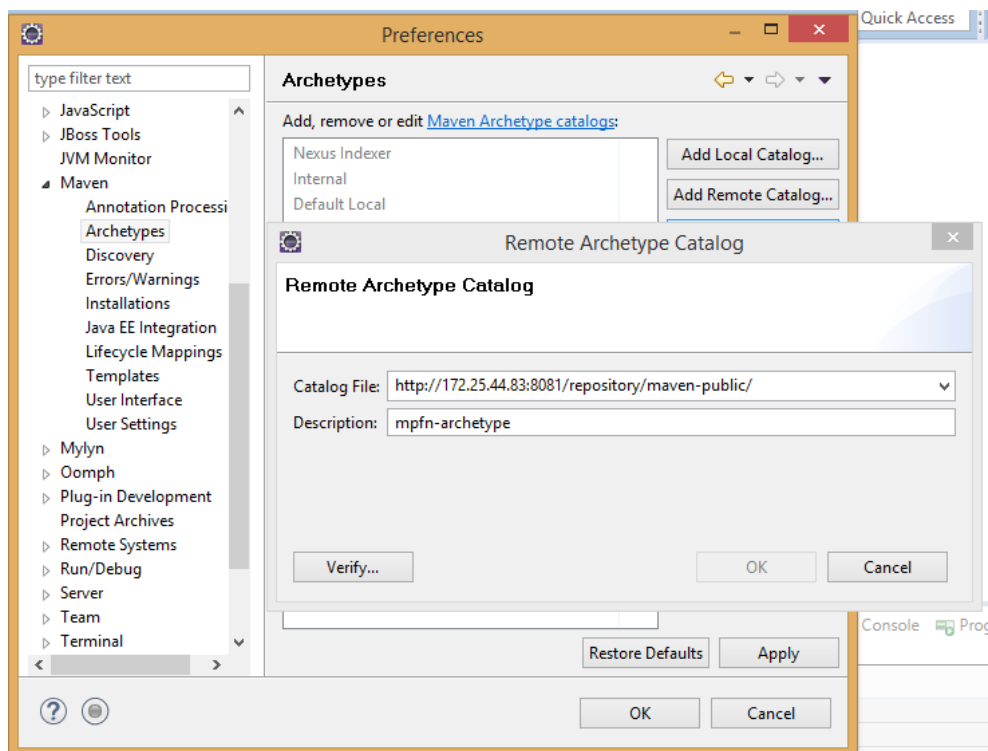 Quick Access
Preferences
type filter text
JavaScript
JBoss Tools
JVM Monitor
Maven
Annotation Processi
Archetypes
Discovery
Errors/Warnings
Installations
Java EE Integration
Lifecycle Mappings
Templates
User Interface
User Settings
Mylyn
Oomph
Plug-in Development
Project Archives
Remote Systems
Run/Debug
Server
Team
Terminal
Archetypes
Add, remove or edit Maven Archetype catalogs:
Nexus Indexer
Internal
Default Local
Add Local Catalog...
Add Remote Catalog...
Remote Archetype Catalog
Remote Archetype Catalog
Catalog File: http://172.25.44.83:8081/repository/maven-public/
Description: mpfn-archetype
Verify...
OK
Cancel
Console
Prog
Restore Defaults
Apply
?
OK
Cancel